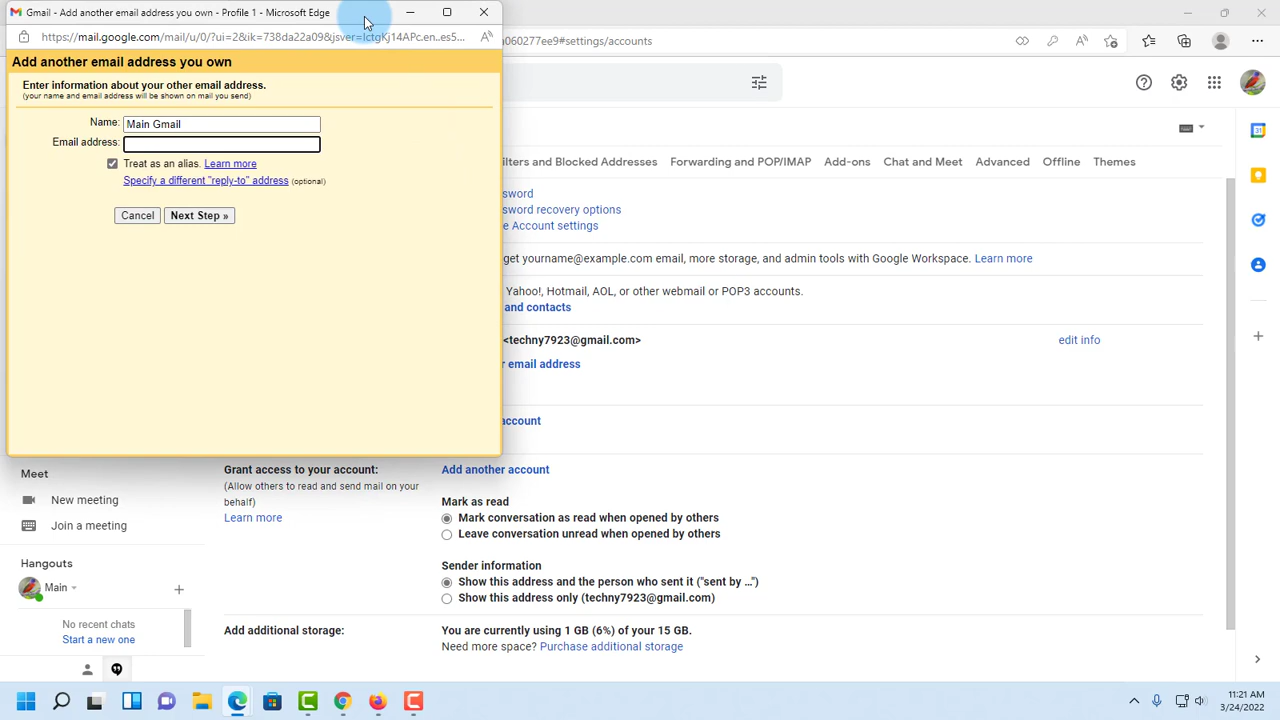 Gmail - Add another email address you own - Profile 1 - Microsoft Edge
https://mail.google.com/mail/u/0/?ui=2&ik=738da22a09&jsver=IctgKj14APc.en..es5...
060277ee9#settings/accounts
Add another email address you own
Enter information about your other email address.
(your name and email address will be shown on mail you send)
Name: Main Gmail
Email address:
Treat as an alias. Learn more
Specify a different "reply-to" address (optional)
Cancel Next Step »
ilters and Blocked Addresses Forwarding and POP/IMAP Add-ons Chat and Meet Advanced Offline Themes
sword
sword recovery options
e Account settings
get yourname@example.com email, more storage, and admin tools with Google Workspace. Learn more
Yahoo!, Hotmail, AOL, or other webmail or POP3 accounts.
and contacts
<techny7923@gmail.com> edit info
r email address
account
Meet
New meeting
Join a meeting
Hangouts
Main
No recent chats
Start a new one
Grant access to your account:
(Allow others to read and send mail on your
behalf)
Learn more
Add another account
Mark as read
Mark conversation as read when opened by others
Leave conversation unread when opened by others
Sender information
Show this address and the person who sent it ("sent by ...")
Show this address only (techny7923@gmail.com)
Add additional storage:
You are currently using 1 GB (6%) of your 15 GB.
Need more space? Purchase additional storage
11:21 AM
3/24/2022